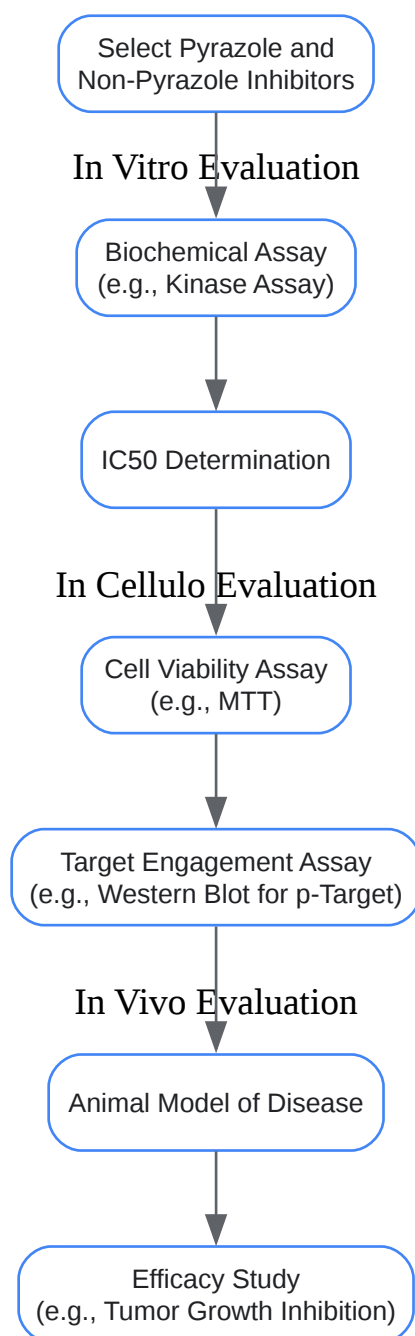 Select Pyrazole and
Non-Pyrazole Inhibitors
In Vitro Evaluation
Biochemical Assay
(e.g., Kinase Assay)
IC50 Determination
In Cellulo Evaluation
Cell Viability Assay
(e.g., MTT)
Target Engagement Assay
(e.g., Western Blot for p-Target)
In Vivo Evaluation
Animal Model of Disease
Efficacy Study
(e.g., Tumor Growth Inhibition)